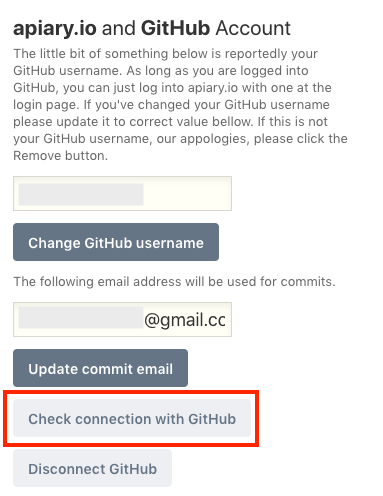 apiary.io and GitHub Account
The little bit of something below is reportedly your
GitHub username. As long as you are logged into
GitHub, you can just log into apiary.io with one at the
login page. If you've changed your GitHub username
please update it to correct value bellow. If this is not
your GitHub username, our appologies, please click the
Remove button.
Change GitHub username
The following email address will be used for commits.
@gmail.cc
Update commit email
Check connection with GitHub
Disconnect GitHub